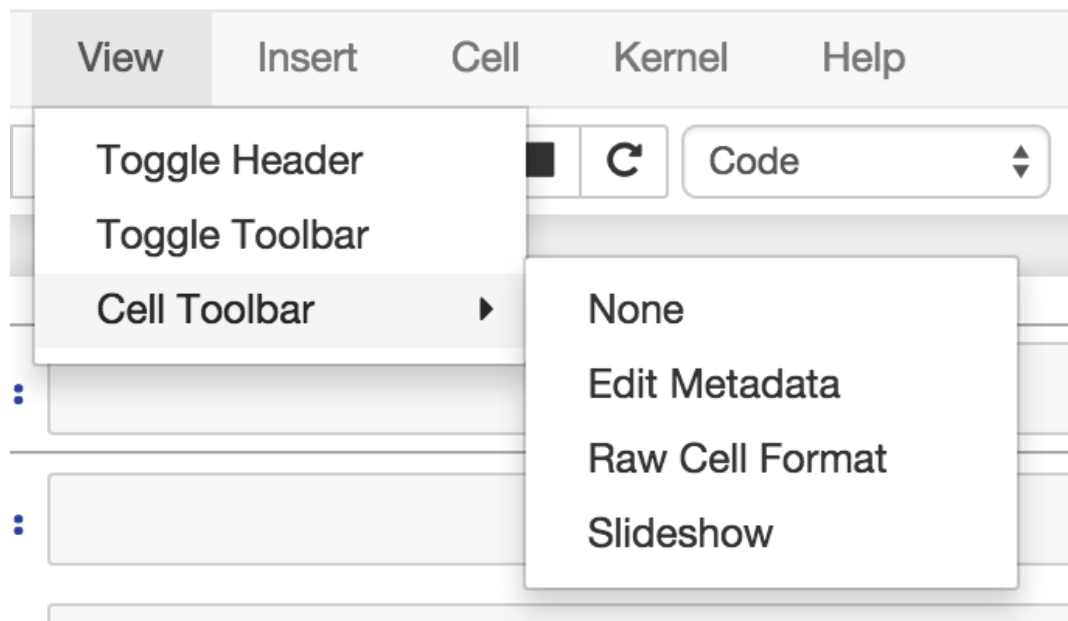 View Insert Cell Kernel Help
Toggle Header
Code
Toggle Toolbar
Cell Toolbar
None
Edit Metadata
Raw Cell Format
Slideshow